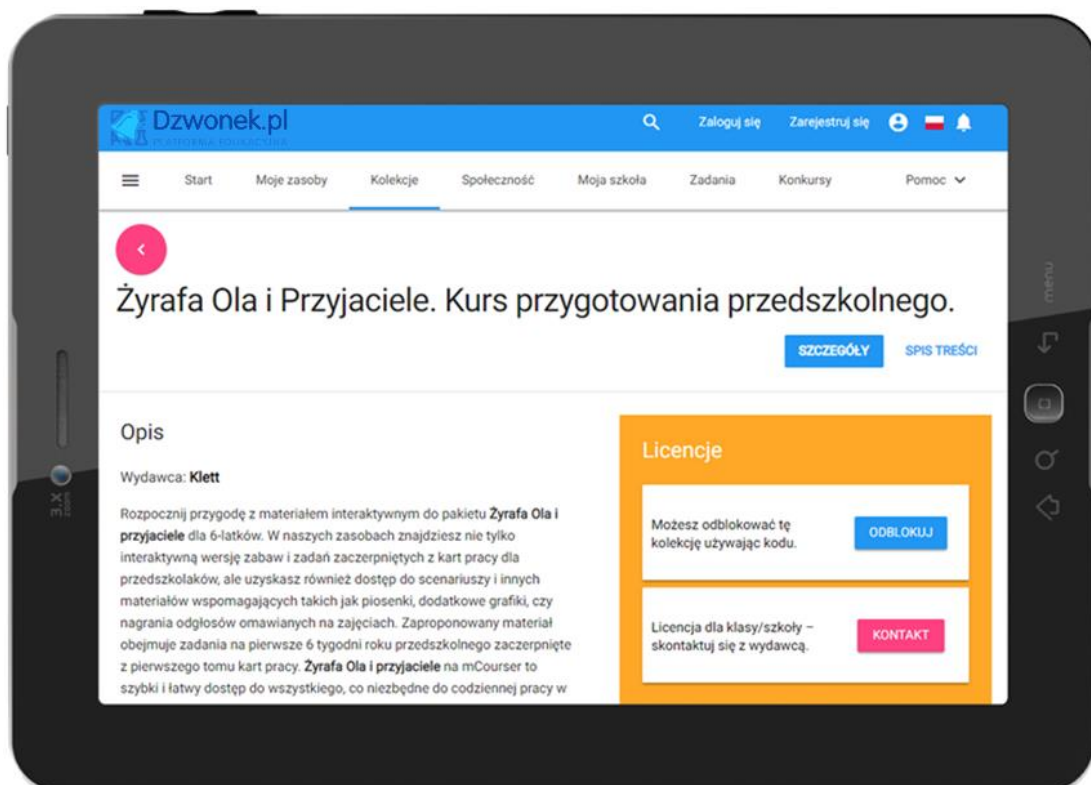 Dzwonek.pl
PLATFORMA EDUKACYJNA
Zaloguj się
Zarejestruj się
Start
Moje zasoby
Kolekcje
Społeczność
Moja szkoła
Zadania
Konkursy
Pomoc
Żyrafa Ola i Przyjaciele. Kurs przygotowania przedszkolnego.
SZCZEGÓŁY
SPIS TREŚCI
Opis
Wydawca: Klett
Rozpocznij przygodę z materiałem interaktywnym do pakietu Żyrafa Ola i
przyjaciele dla 6-latków. W naszych zasobach znajdziesz nie tylko
interaktywną wersję zabaw i zadań zaczerpniętych z kart pracy dla
przedszkolaków, ale uzyskasz również dostęp do scenariuszy i innych
materiałów wspomagających takich jak piosenki, dodatkowe grafiki, czy
nagrania odgłosów omawianych na zajęciach. Zaproponowany materiał
obejmuje zadania na pierwsze 6 tygodni roku przedszkolnego zaczerpnięte
z pierwszego tomu kart pracy. Żyrafa Ola i przyjaciele na mCourser to
szybki i łatwy dostęp do wszystkiego, co niezbędne do codziennej pracy w
Licencje
Możesz odblokować tę
kolekcję używając kodu.
ODBLOKUJ
Licencja dla klasy/szkoły –
skontaktuj się z wydawcą.
KONTAKT
menu
3.X
zoom